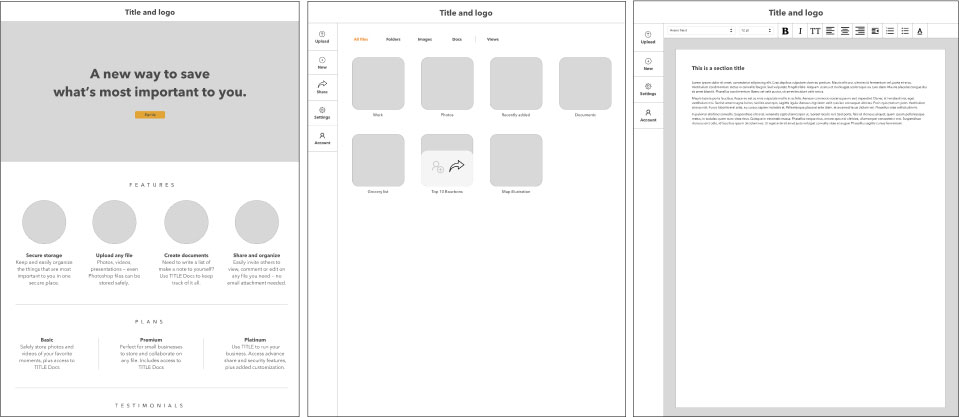 Title and logo
A new way to save
what's most important to you.
Sign up
FEATURES
Secure storage
Keep and easily organize
the things that are most
important to you in one
secure place.
Upload any file
Photos, videos,
presentations – even
Photoshop files can be
stored safely.
Create documents
Need to write a list of
make a note to yourself?
Use TITLE Docs to keep
track of it all.
Share and organize
Easily invite others to
view, comment or edit on
any file you need – no
email attachment needed.
PLANS
Basic
Safely store photos and
videos of your favorite
moments, plus access to
TITLE Docs
Premium
Perfect for small businesses
to store and collaborate on
any file. Includes access to
TITLE Docs
Platinum
Use TITLE to run your
business. Access advance
share and security features,
plus added customization.
TESTIMONIALS
Title and logo
Upload
New
Share
Settings
Account
All files
Folders
Images
Docs
Views
Work
Photos
Recently added
Documents
Grocery list
Top 10 Bourbons
Map illustration
Title and logo
Upload
New
Settings
Account
12 pt
B
I
TT
A
This is a section title